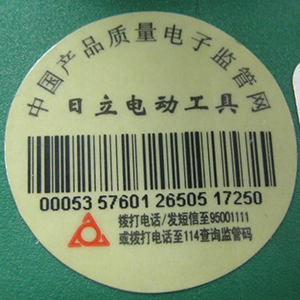 中国产品质量电子监管网
日立电动工具
00053 57601 26505 17250
拨打电话/发短信至95001111
或拨打电话至114查询监管码